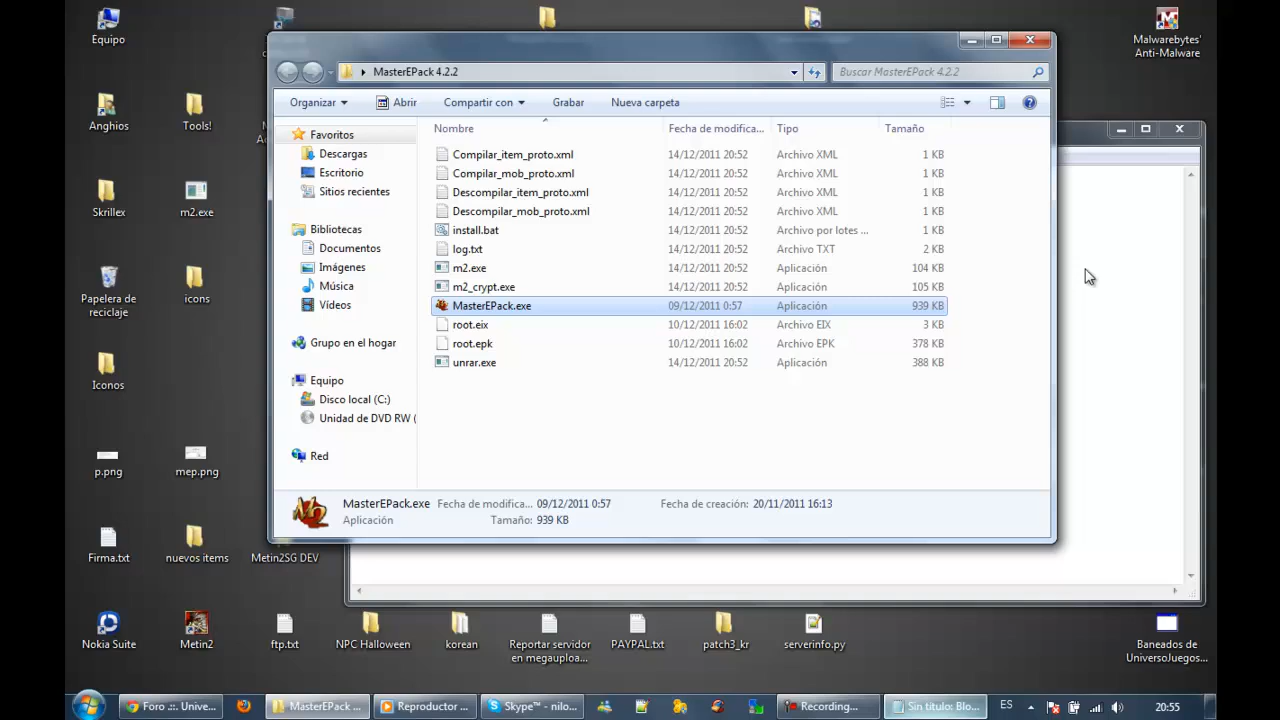 Equipo
Malwarebytes'
Anti-Malware
MasterEPack 4.2.2
Buscar MasterEPack 4.2.2
Organizar
Abrir
Compartir con
Grabar
Nueva carpeta
Nombre
Fecha de modifica...
Tipo
Tamaño
Favoritos
Descargas
Escritorio
Sitios recientes
Bibliotecas
Documentos
Imágenes
Música
Vídeos
Grupo en el hogar
Equipo
Disco local (C:)
Unidad de DVD RW (
Red
Compilar_item_proto.xml 14/12/2011 20:52 Archivo XML 1 KB
Compilar_mob_proto.xml 14/12/2011 20:52 Archivo XML 1 KB
Descompilar_item_proto.xml 14/12/2011 20:52 Archivo XML 1 KB
Descompilar_mob_proto.xml 14/12/2011 20:52 Archivo XML 1 KB
install.bat 14/12/2011 20:52 Archivo por lotes ... 1 KB
log.txt 14/12/2011 20:52 Archivo TXT 2 KB
m2.exe 14/12/2011 20:52 Aplicación 104 KB
m2_crypt.exe 14/12/2011 20:52 Aplicación 105 KB
MasterEPack.exe 09/12/2011 0:57 Aplicación 939 KB
root.eix 10/12/2011 16:02 Archivo EIX 3 KB
root.epk 10/12/2011 16:02 Archivo EPK 378 KB
unrar.exe 14/12/2011 20:52 Aplicación 388 KB
MasterEPack.exe Fecha de modifica... 09/12/2011 0:57 Fecha de creación: 20/11/2011 16:13
Aplicación Tamaño: 939 KB
Anghios
Tools!
Skrillex
m2.exe
Papelera de
reciclaje
icons
Iconos
p.png
mep.png
Firma.txt
nuevos items
Metin2SG DEV
Nokia Suite
Metin2
ftp.txt
NPC Halloween
korean
Reportar servidor
en megauploa...
PAYPAL.txt
patch3_kr
serverinfo.py
Baneados de
UniversoJuegos...
Foro .::. Unive...
MasterEPack ...
Reproductor ...
Skype™ - nilo...
Recording...
Sin título: Blo...
ES
20:55